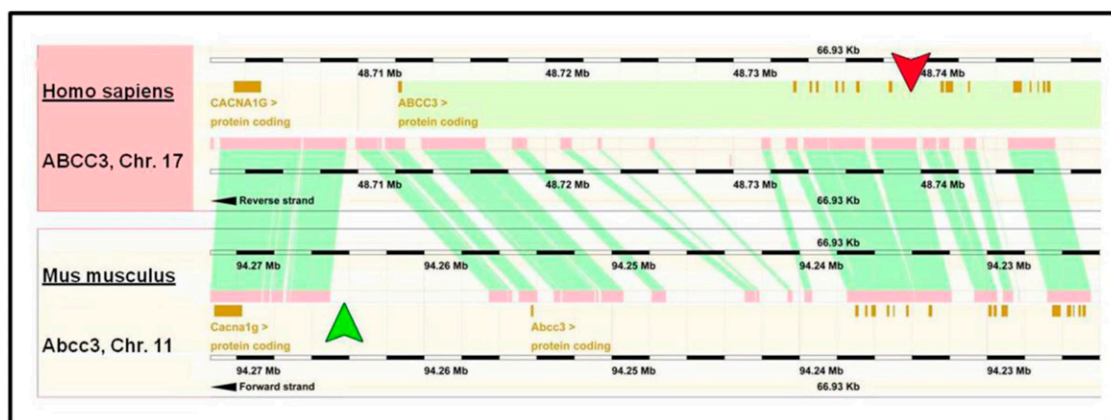 66.93 Kb
48.71 Mb 48.72 Mb 48.73 Mb 48.74 Mb
Homo sapiens
CACNA1G > ABCC3 >
protein coding protein coding
ABCC3, Chr. 17
48.71 Mb 48.72 Mb 48.73 Mb 48.74 Mb
Reverse strand 66.93 Kb
66.93 Kb
Mus musculus
94.27 Mb 94.26 Mb 94.25 Mb 94.24 Mb 94.23 Mb
Cacna1g > Abcc3 >
protein coding protein coding
Abcc3, Chr. 11
94.27 Mb 94.26 Mb 94.25 Mb 94.24 Mb 94.23 Mb
Forward strand 66.93 Kb